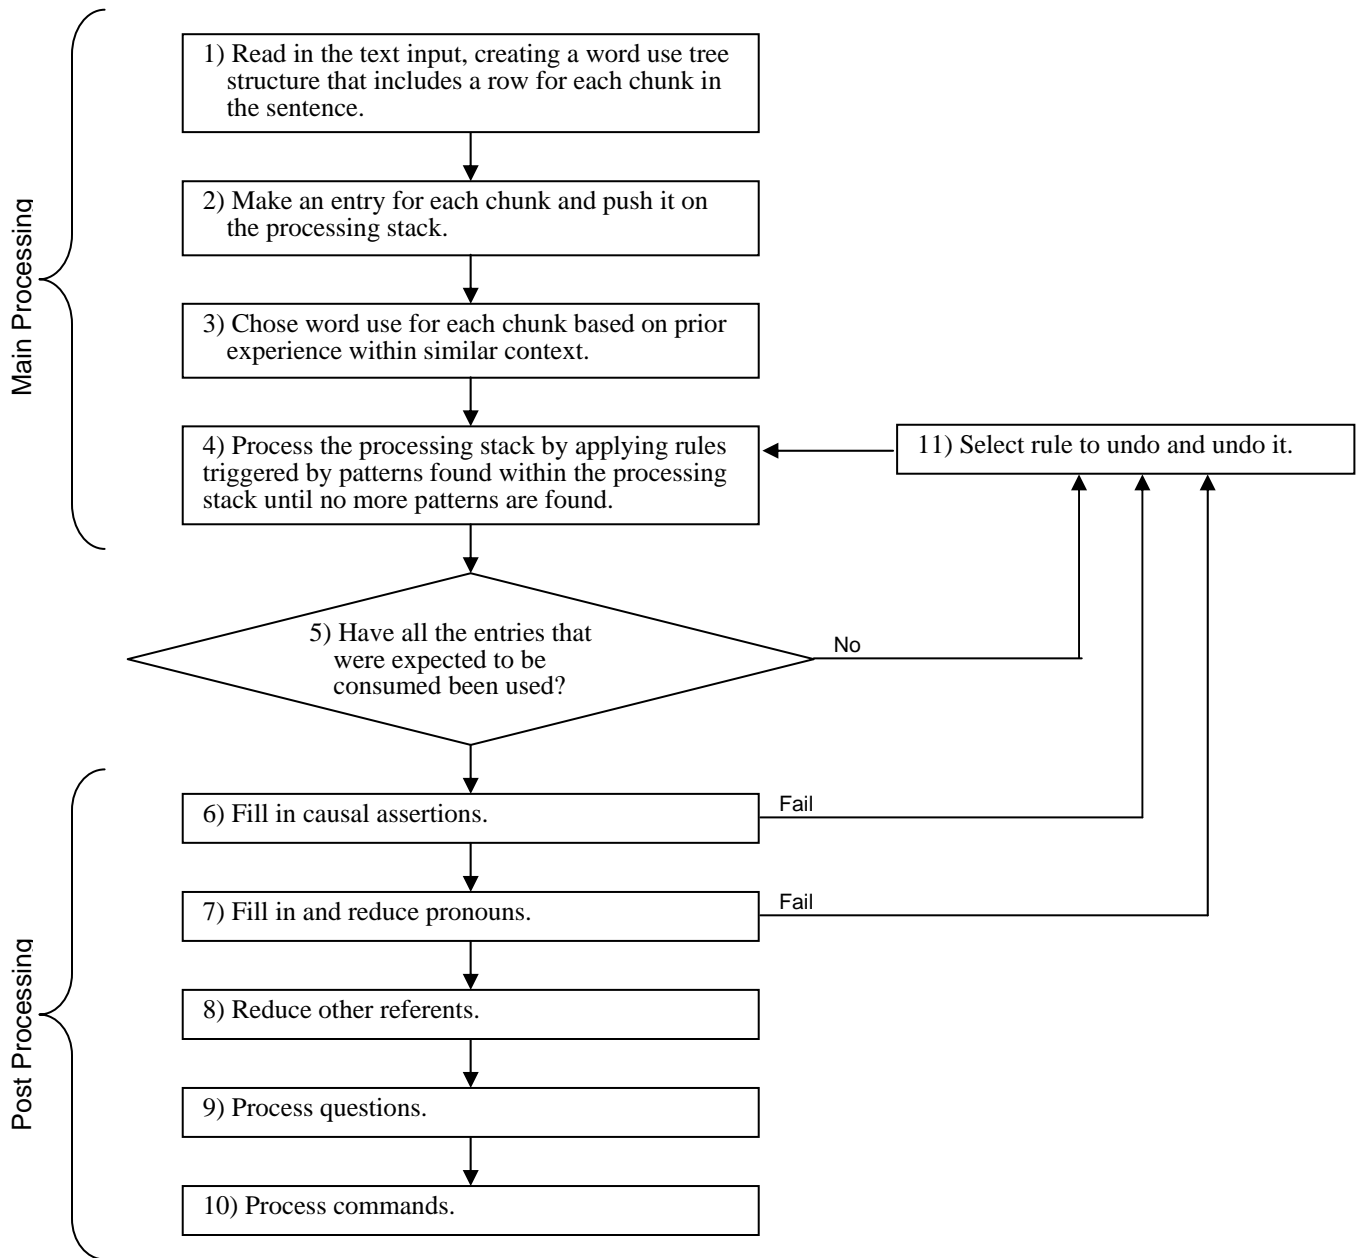 Main Processing
1) Read in the text input, creating a word use tree
structure that includes a row for each chunk in
the sentence.
2) Make an entry for each chunk and push it on
the processing stack.
3) Chose word use for each chunk based on prior
experience within similar context.
4) Process the processing stack by applying rules
triggered by patterns found within the processing
stack until no more patterns are found.
11) Select rule to undo and undo it.
5) Have all the entries that
were expected to be
consumed been used?
No
Post Processing
6) Fill in causal assertions.
Fail
7) Fill in and reduce pronouns.
Fail
8) Reduce other referents.
9) Process questions.
10) Process commands.